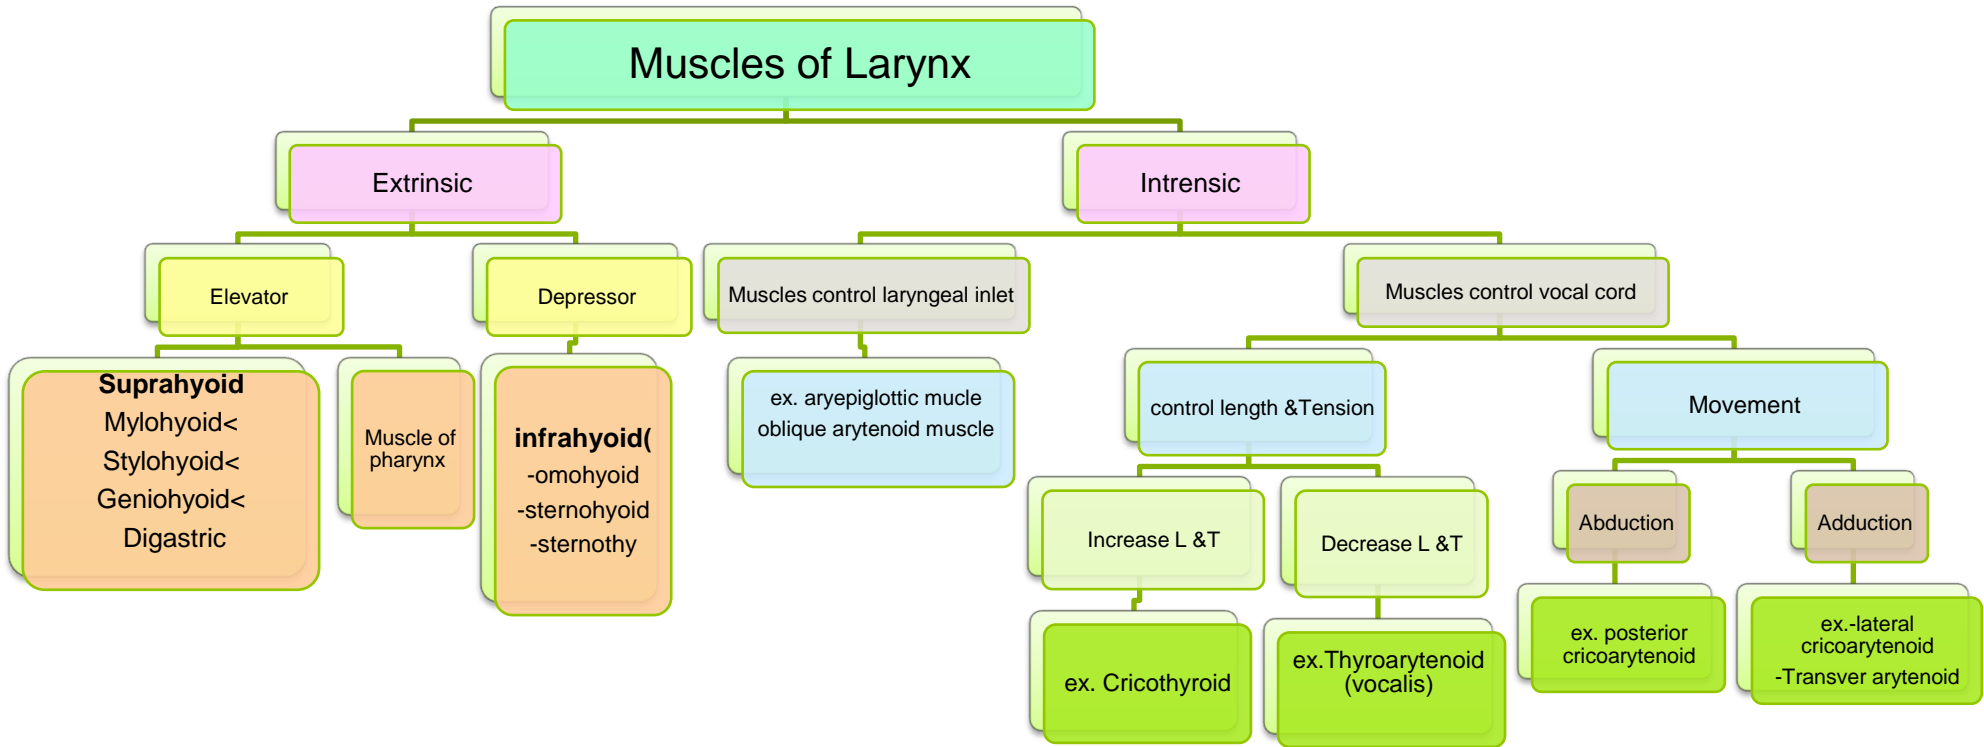 Muscles of Larynx
Extrinsic
Intrensic
Elevator
Depressor
Muscles control laryngeal inlet
Muscles control vocal cord
Suprahyoid
Mylohyoid<
Stylohyoid<
Geniohyoid<
Digastric
Muscle of
pharynx
infrahyoid(
-omohyoid
-sternohyoid
-sternothy
ex. aryepiglottic mucle
oblique arytenoid muscle
control length &Tension
Movement
Increase L &T
Decrease L &T
Abduction
Adduction
ex. Cricothyroid
ex.Thyroarytenoid
(vocalis)
ex. posterior
cricoarytenoid
ex.-lateral
cricoarytenoid
-Transver arytenoid